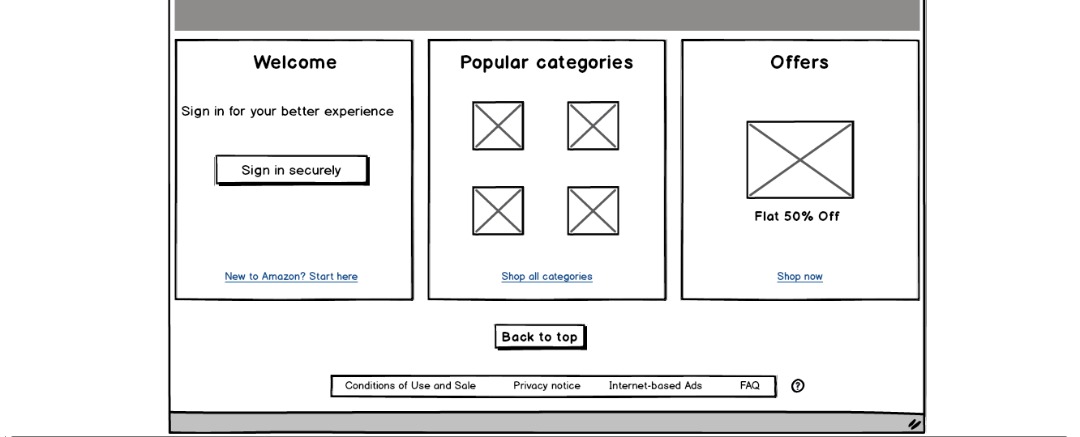 Welcome
Sign in for your better experience
Sign in securely
New to Amazon? Start here
Popular categories
Shop all categories
Offers
Flat 50% Off
Shop now
Back to top
Conditions of Use and Sale Privacy notice Internet-based Ads FAQ ?